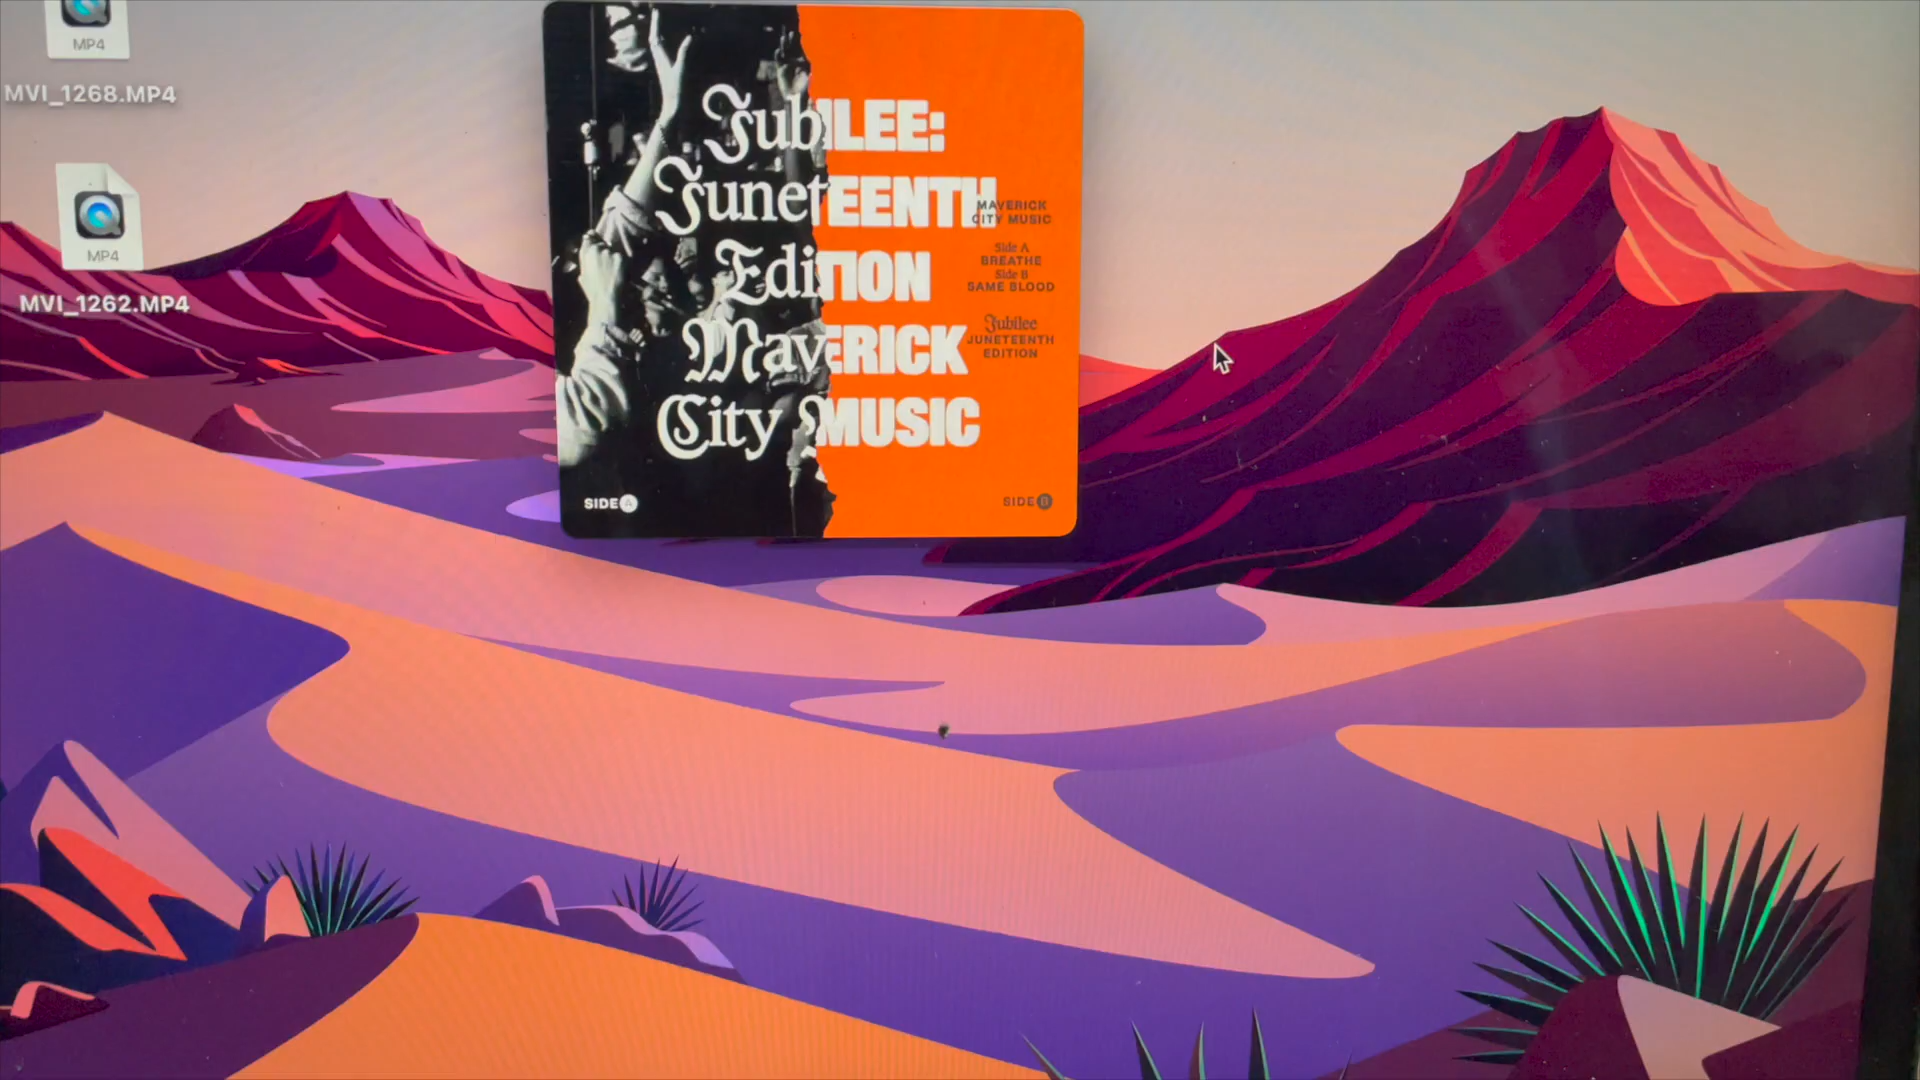 MP4
MVI_1268.MP4
MP4
MVI_1262.MP4
JubILEE:
JuneTEENTH
EdiTION
MavERICK
City MUSIC
MAVERICK
CITY MUSIC
Side A
BREATHE
Side B
SAME BLOOD
Jubilee
JUNETEENTH
EDITION
SIDE A
SIDE B